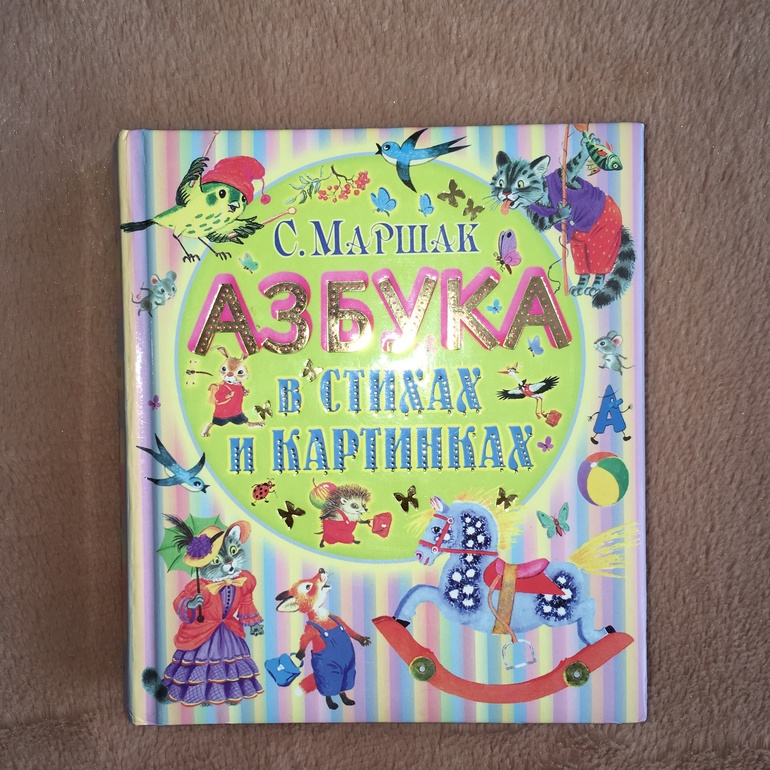 С. Маршак
АЗБУКА
в стихах
и картинках
А